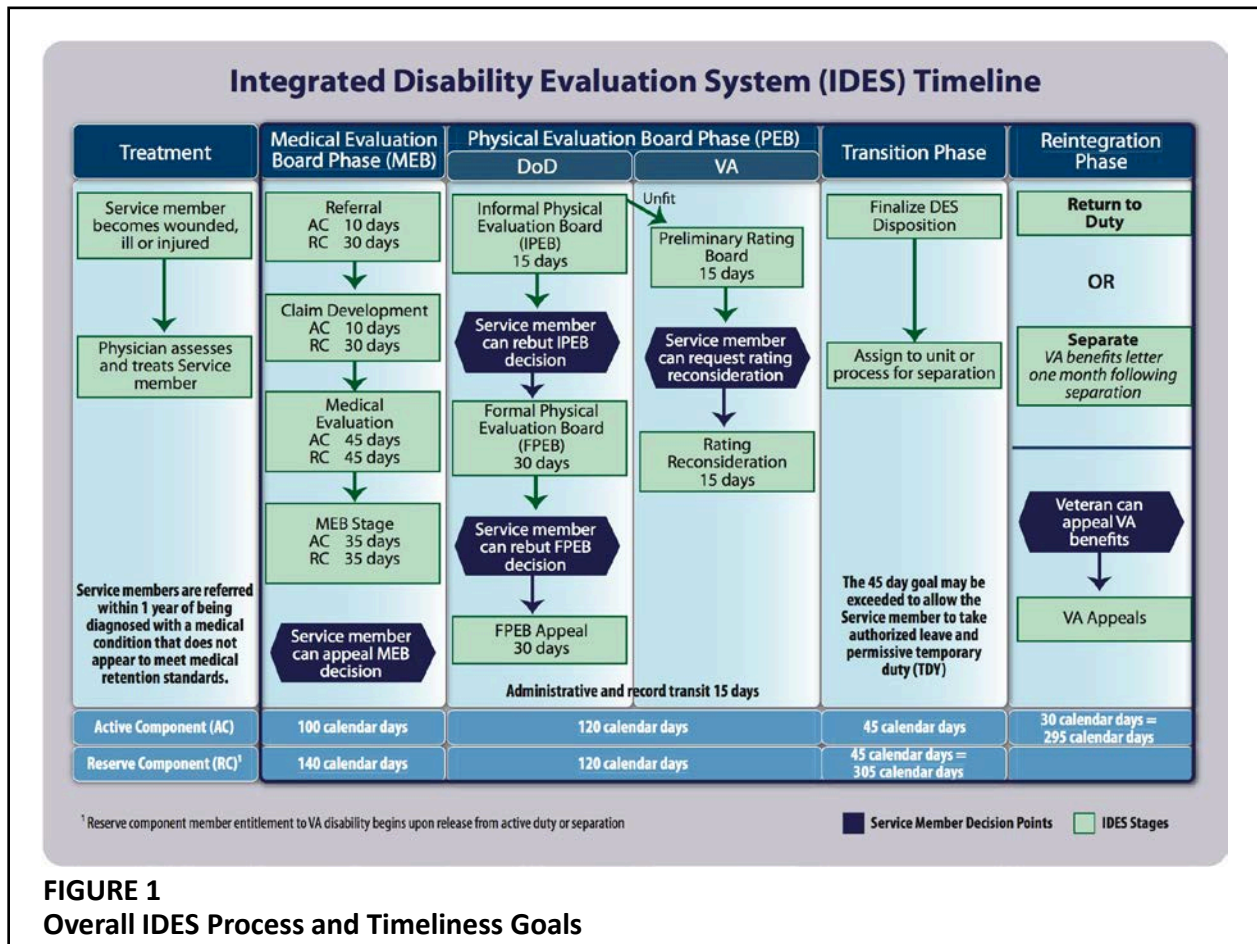 Integrated Disability Evaluation System (IDES) Timeline
Treatment
Service member
becomes wounded,
ill or injured
Physician assesses
and treats Service
member
Service members are referred
within 1 year of being
diagnosed with a medical
condition that does not
appear to meet medical
retention standards.
Medical Evaluation
Board Phase (MEB)
Referral
AC 10 days
RC 30 days
Claim Development
AC 10 days
RC 30 days
Medical
Evaluation
AC 45 days
RC 45 days
MEB Stage
AC 35 days
RC 35 days
Service member
can appeal MEB
decision
Physical Evaluation Board Phase (PEB)
DoD
Informal Physical
Evaluation Board
(IPEB)
15 days
Service member
can rebut IPEB
decision
Formal Physical
Evaluation Board
(FPEB)
30 days
Service member
can rebut FPEB
decision
FPEB Appeal
30 days
VA
Unfit
Preliminary Rating
Board
15 days
Service member
can request rating
reconsideration
Rating
Reconsideration
15 days
Administrative and record transit 15 days
Transition Phase
Finalize DES
Disposition
Assign to unit or
process for separation
The 45 day goal may be
exceeded to allow the
Service member to take
authorized leave and
permissive temporary
duty (TDY)
Reintegration
Phase
Return to
Duty
OR
Separate
VA benefits letter
one month following
separation
Veteran can
appeal VA
benefits
VA Appeals
Active Component (AC)
100 calendar days
120 calendar days
45 calendar days
30 calendar days =
295 calendar days
Reserve Component (RC)¹
140 calendar days
120 calendar days
45 calendar days =
305 calendar days
¹ Reserve component member entitlement to VA disability begins upon release from active duty or separation
Service Member Decision Points
IDES Stages
FIGURE 1
Overall IDES Process and Timeliness Goals